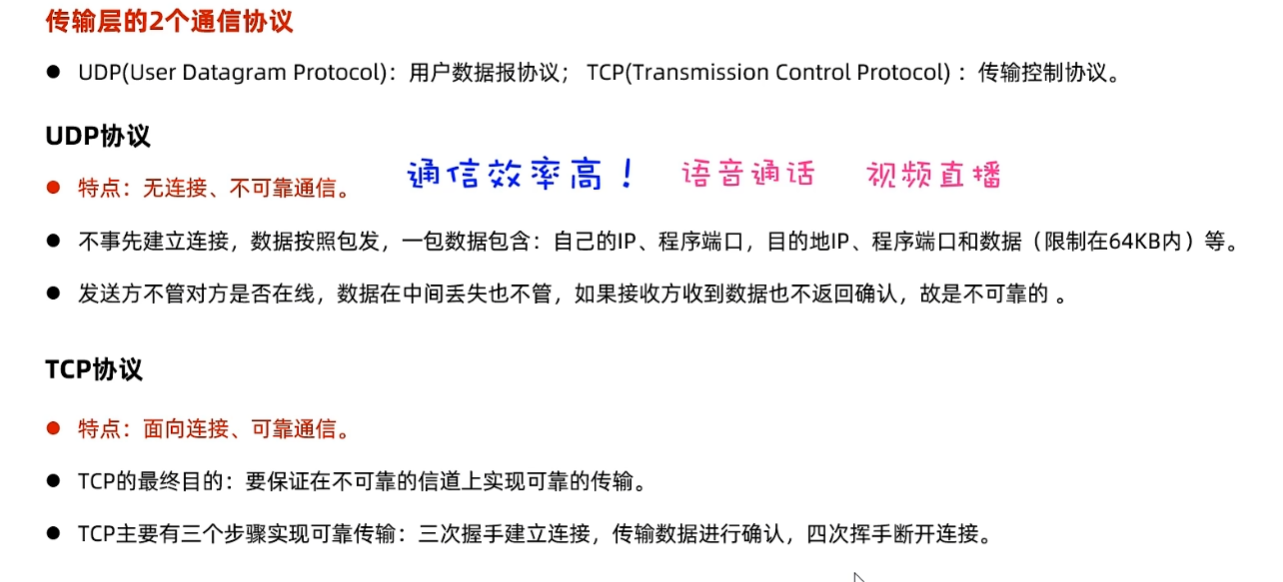 传输层的2个通信协议
● UDP(User Datagram Protocol)：用户数据报协议； TCP(Transmission Control Protocol) ：传输控制协议。
UDP协议
● 特点：无连接、不可靠通信。 通信效率高！ 语音通话 视频直播
● 不事先建立连接，数据按照包发，一包数据包含：自己的IP、程序端口，目的地IP、程序端口和数据（限制在64KB内）等。
● 发送方不管对方是否在线，数据在中间丢失也不管，如果接收方收到数据也不返回确认，故是不可靠的 。
TCP协议
● 特点：面向连接、可靠通信。
● TCP的最终目的：要保证在不可靠的信道上实现可靠的传输。
● TCP主要有三个步骤实现可靠传输：三次握手建立连接，传输数据进行确认，四次挥手断开连接。